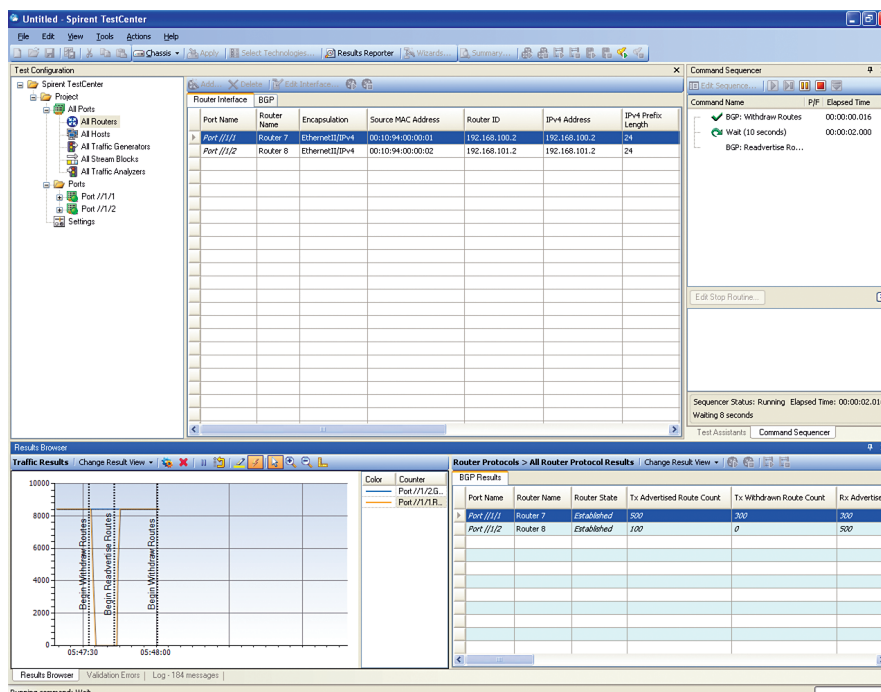 Untitled - Spirent TestCenter
File Edit View Tools Actions Help
Chassis Apply Select Technologies... Results Reporter Wizards... Summary...
Test Configuration
Spirent TestCenter
Project
All Ports
All Routers
All Hosts
All Traffic Generators
All Stream Blocks
All Traffic Analyzers
Ports
Port //1/1
Port //1/2
Settings
Add... Delete Edit Interface...
Router Interface BGP
Port Name Router Name Encapsulation Source MAC Address Router ID IPv4 Address IPv4 Prefix Length
Port //1/1 Router 7 EthernetII/IPv4 00:10:94:00:00:01 192.168.100.2 192.168.100.2 24
Port //1/2 Router 8 EthernetII/IPv4 00:10:94:00:00:02 192.168.101.2 192.168.101.2 24
Command Sequencer
Edit Sequence...
Command Name P/F Elapsed Time
BGP: Withdraw Routes 00:00:00.016
Wait (10 seconds) 00:00:02.000
BGP: Readvertise Ro...
Edit Stop Routine...
Sequencer Status: Running Elapsed Time: 00:00:02.01
Waiting 8 seconds
Test Assistants Command Sequencer
Results Browser
Traffic Results Change Result View
10000
8000
6000
4000
2000
0
Begin Withdraw Routes
Begin Readvertise Routes
Begin Withdraw Routes
05:47:30 05:48:00
Color Counter
Port //1/2.G...
Port //1/1.R...
Router Protocols > All Router Protocol Results Change Result View
BGP Results
Port Name Router Name Router State Tx Advertised Route Count Tx Withdrawn Route Count Rx Advertise
Port //1/1 Router 7 Established 500 300 300
Port //1/2 Router 8 Established 100 0 500
Results Browser Validation Errors Log - 184 messages
Running command: Wait